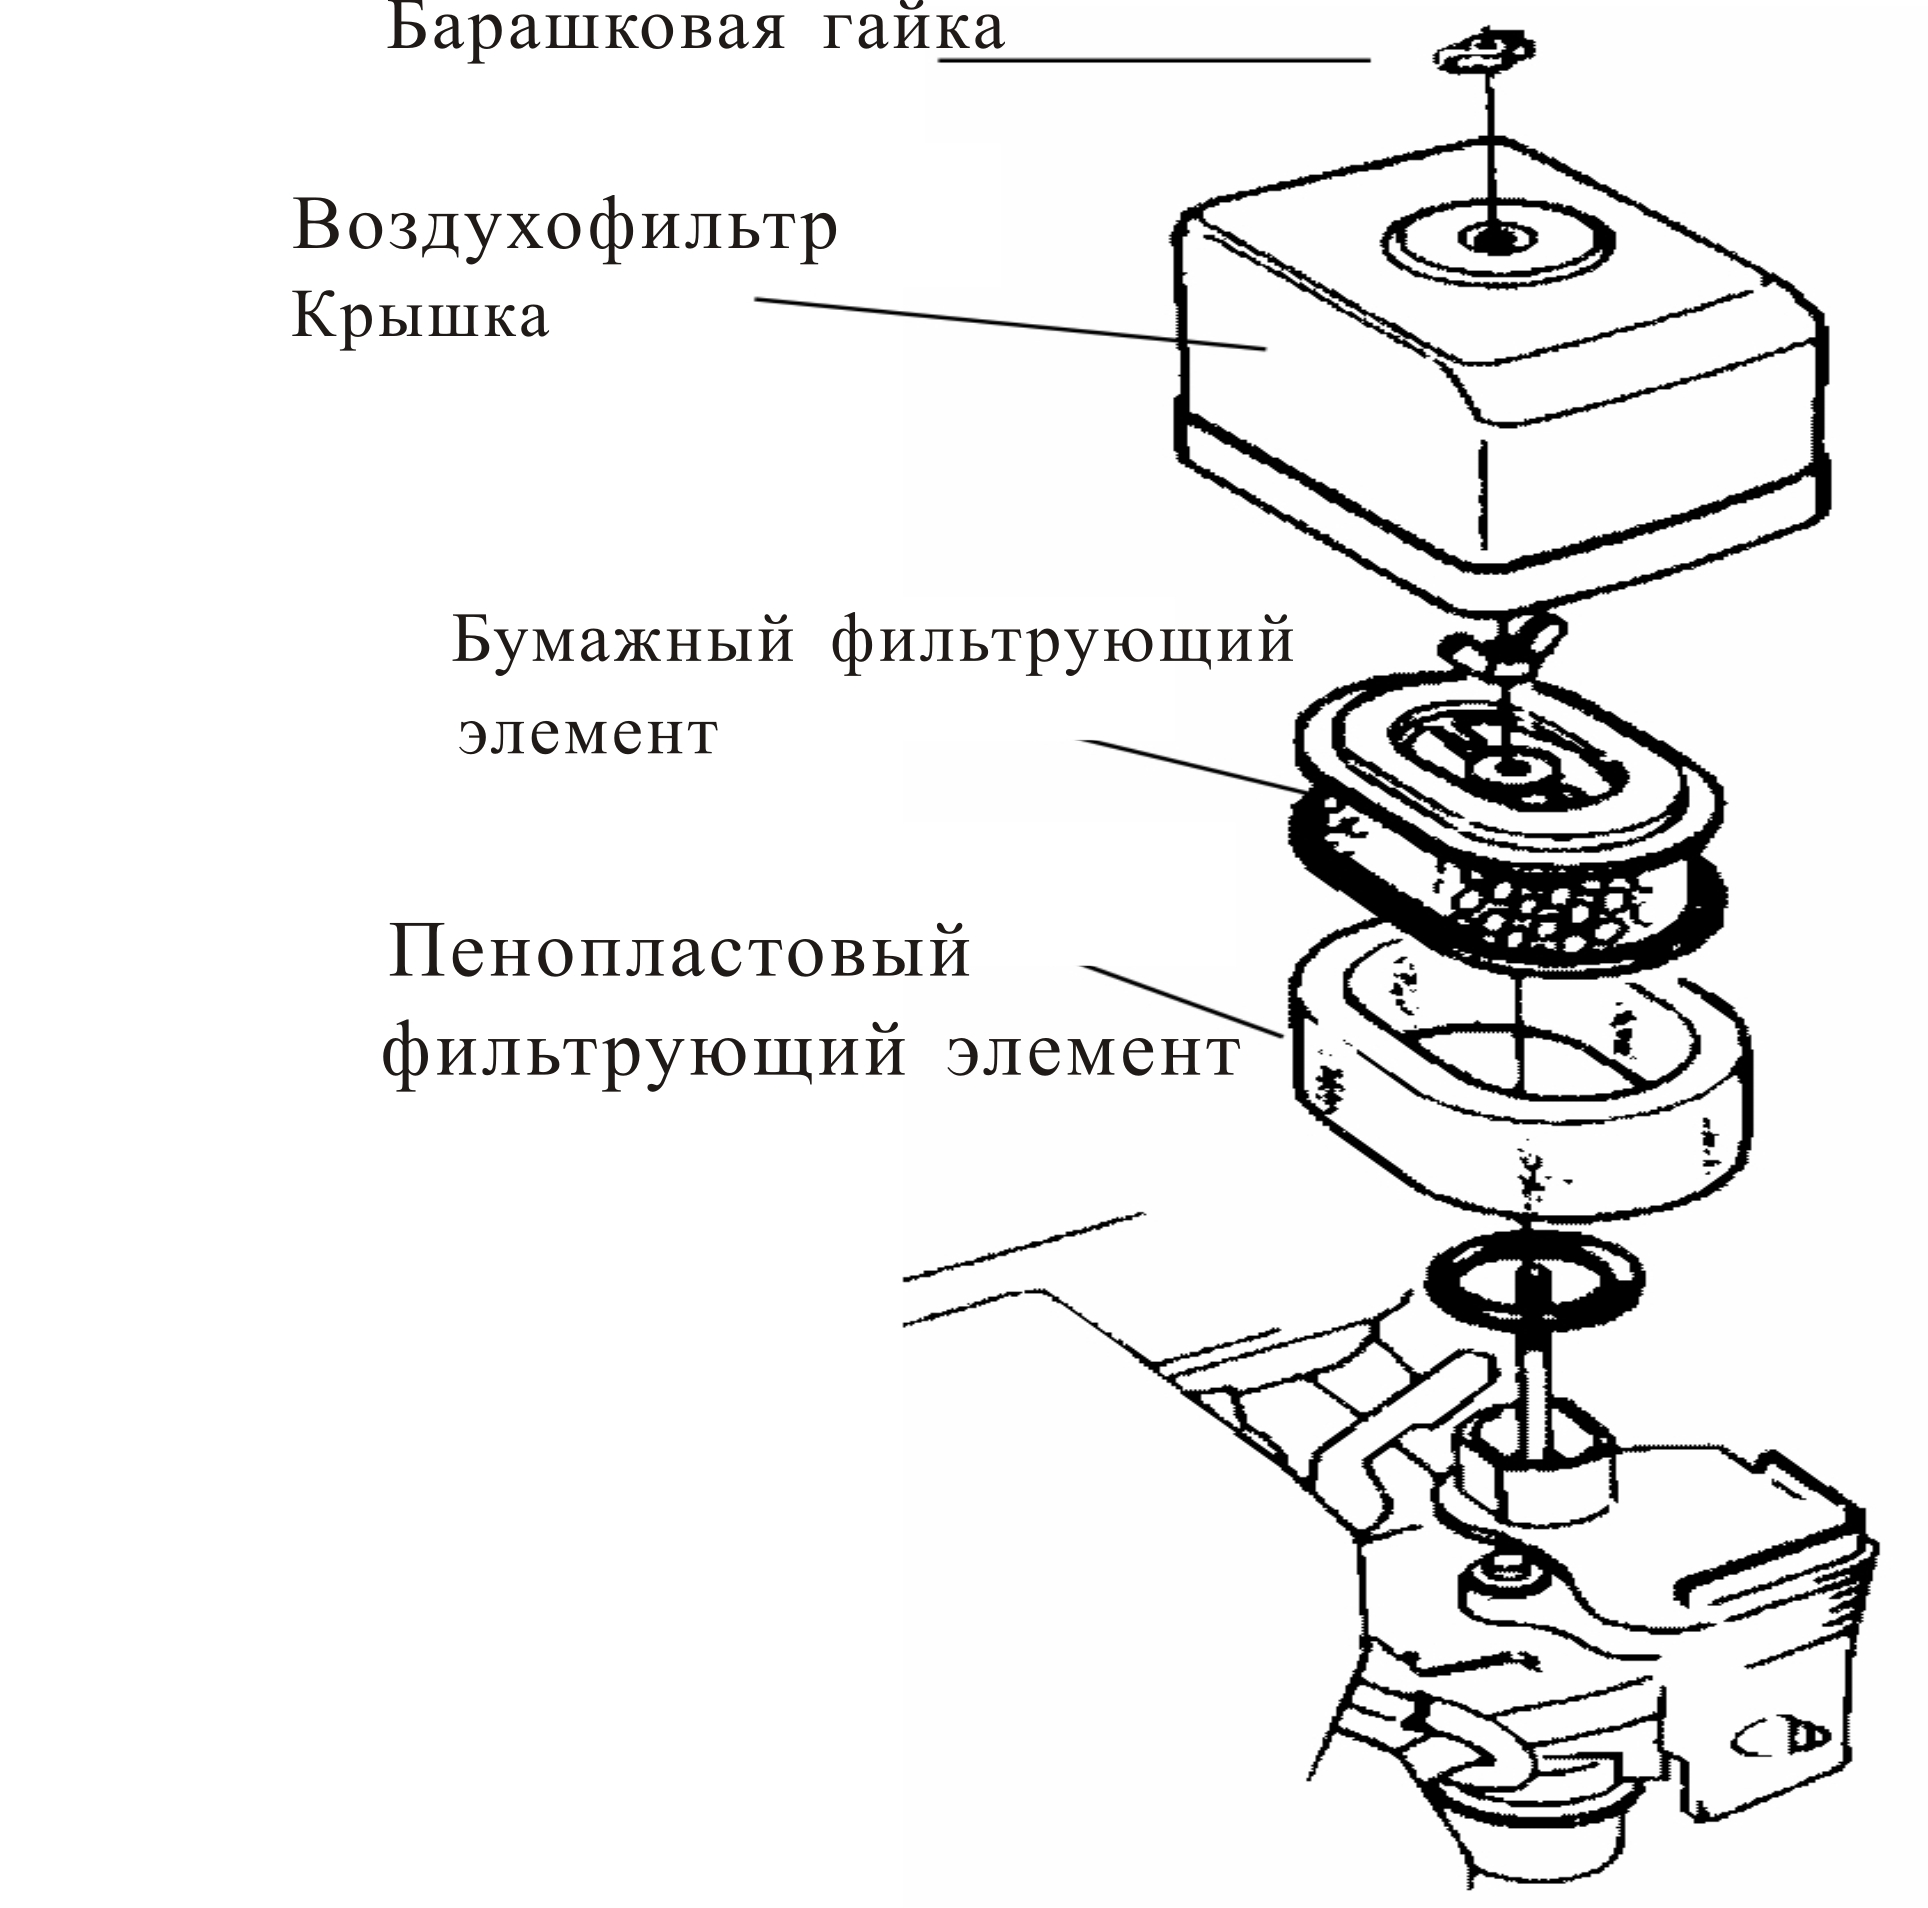 Барашковая гайка
Воздухофильтр
Крышка
Бумажный фильтрующий
элемент
Пенопластовый
фильтрующий элемент